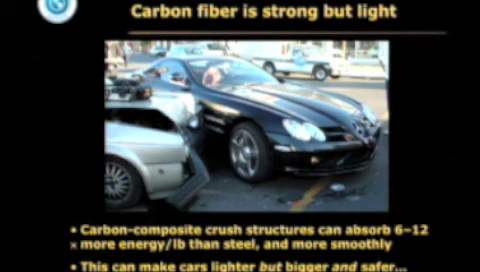 Carbon fiber is strong but light
• Carbon-composite crush structures can absorb 6–12
× more energy/lb than steel, and more smoothly
• This can make cars lighter but bigger and safer...